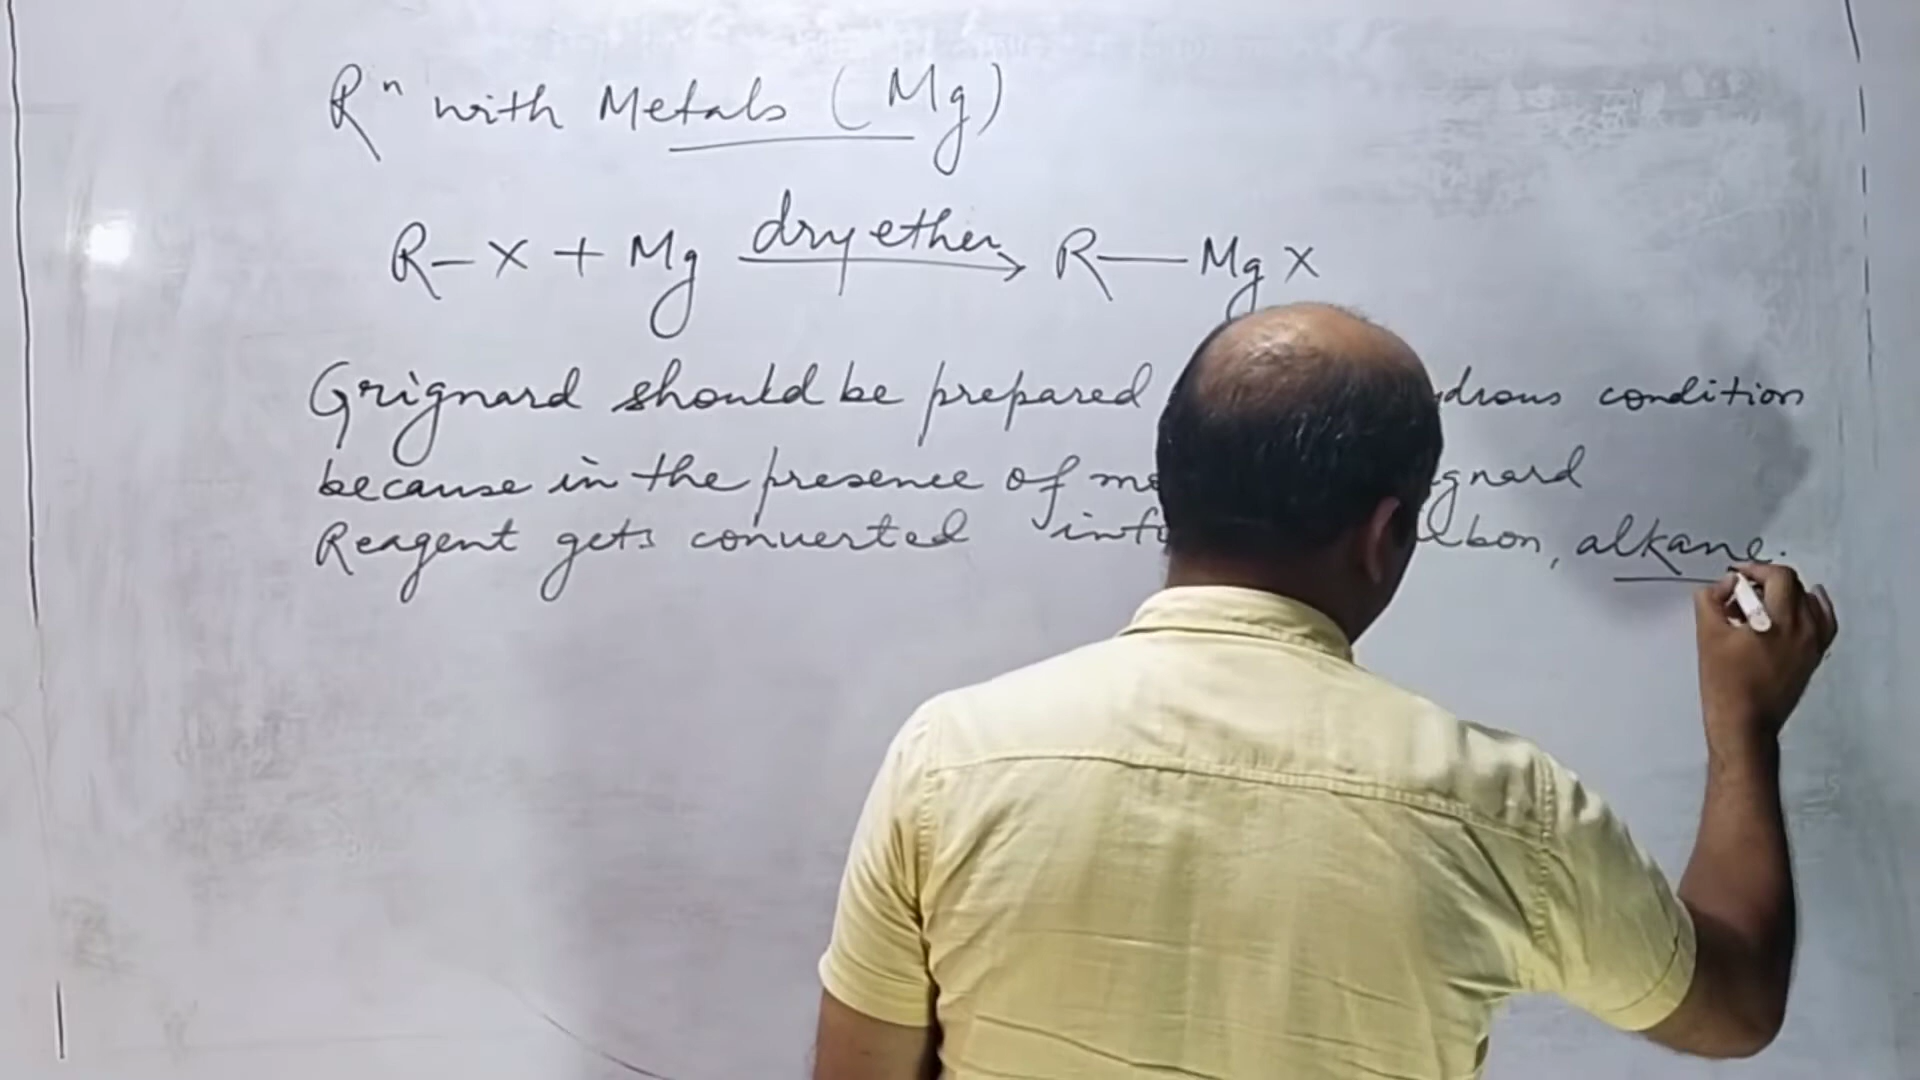 Rⁿ with Metals (Mg)
R-X + Mg dry ether → R—MgX
Grignard should be prepared condition
because in the presence of
Reagent gets converted alkane.